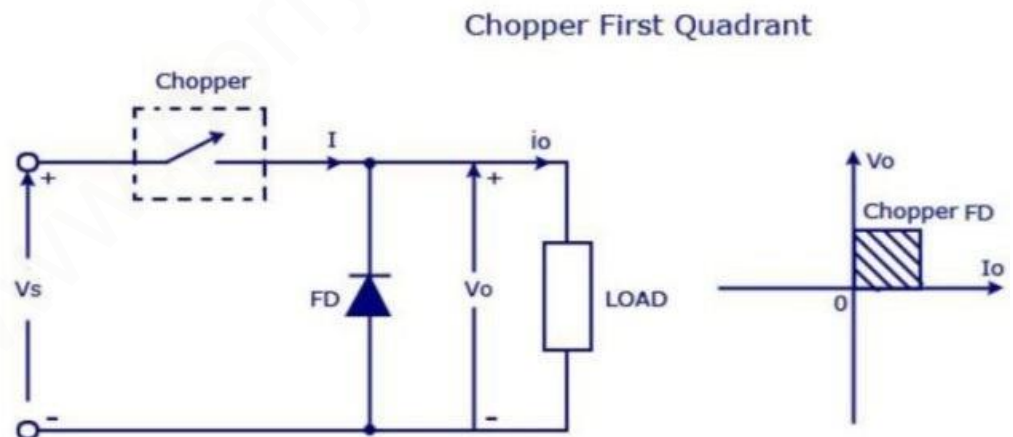 Chopper First Quadrant
Chopper
I
io
+
+
Vs
FD
Vo
LOAD
-
-
Vo
Chopper FD
Io
0